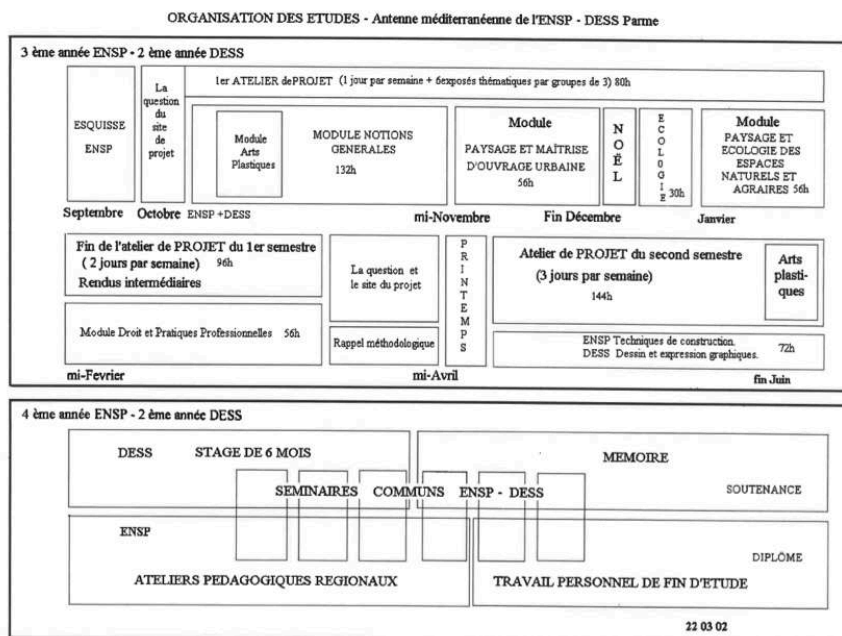 ORGANISATION DES ETUDES - Antenne méditerranéenne de l'ENSP - DESS Parme
3 ème année ENSP - 2 ème année DESS
1er ATELIER dePROJET (1 jour par semaine + 6exposés thématiques par groupes de 3) 80h
ESQUISSE
ENSP
La
question
du
site
de
projet
Module
Arts
Plastiques
MODULE NOTIONS
GENERALES
132h
Module
PAYSAGE ET MAÎTRISE
D'OUVRAGE URBAINE
56h
NOËL
ECOLOGIE
30h
Module
PAYSAGE ET
ECOLOGIE DES
ESPACES
NATURELS ET
AGRAIRES 56h
Septembre Octobre ENSP +DESS mi-Novembre Fin Décembre Janvier
Fin de l'atelier de PROJET du 1er semestre
( 2 jours par semaine) 96h
Rendus intermédiaires
La question et
le site du projet
PRINTEMPS
Atelier de PROJET du second semestre
(3 jours par semaine)
144h
Arts
plasti-
ques
Module Droit et Pratiques Professionnelles 56h
Rappel méthodologique
ENSP Techniques de construction.
DESS Dessin et expression graphiques.
72h
mi-Fevrier mi-Avril fin Juin
4 ème année ENSP - 2 ème année DESS
DESS STAGE DE 6 MOIS
MEMOIRE
SEMINAIRES COMMUNS ENSP - DESS
SOUTENANCE
ENSP
DIPLÔME
ATELIERS PEDAGOGIQUES REGIONAUX
TRAVAIL PERSONNEL DE FIN D'ETUDE
22 03 02